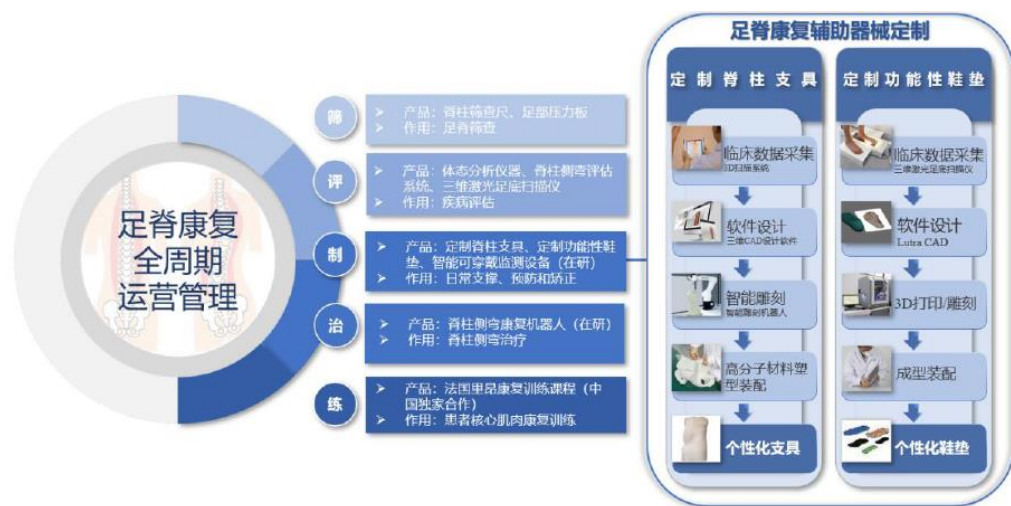 足脊康复
全周期
运营管理
筛
产品：脊柱筛查尺、足部压力板
作用：足脊筛查
评
产品：体态分析仪器、脊柱侧弯评估
系统、三维激光足底扫描仪
作用：疾病评估
制
产品：定制脊柱支具、定制功能性鞋
垫、智能可穿戴监测设备（在研）
作用：日常支撑、预防和矫正
治
产品：脊柱侧弯康复机器人（在研）
作用：脊柱侧弯治疗
练
产品：法国里昂康复训练课程（中
国独家合作）
作用：患者核心肌肉康复训练
足脊康复辅助器械定制
定制脊柱支具
临床数据采集
3D扫描系统
软件设计
三维CAD设计软件
智能雕刻
智能雕刻机器人
高分子材料塑
型装配
个性化支具
定制功能性鞋垫
临床数据采集
三维激光足底扫描仪
软件设计
Lutra CAD
3D打印/雕刻
成型装配
个性化鞋垫